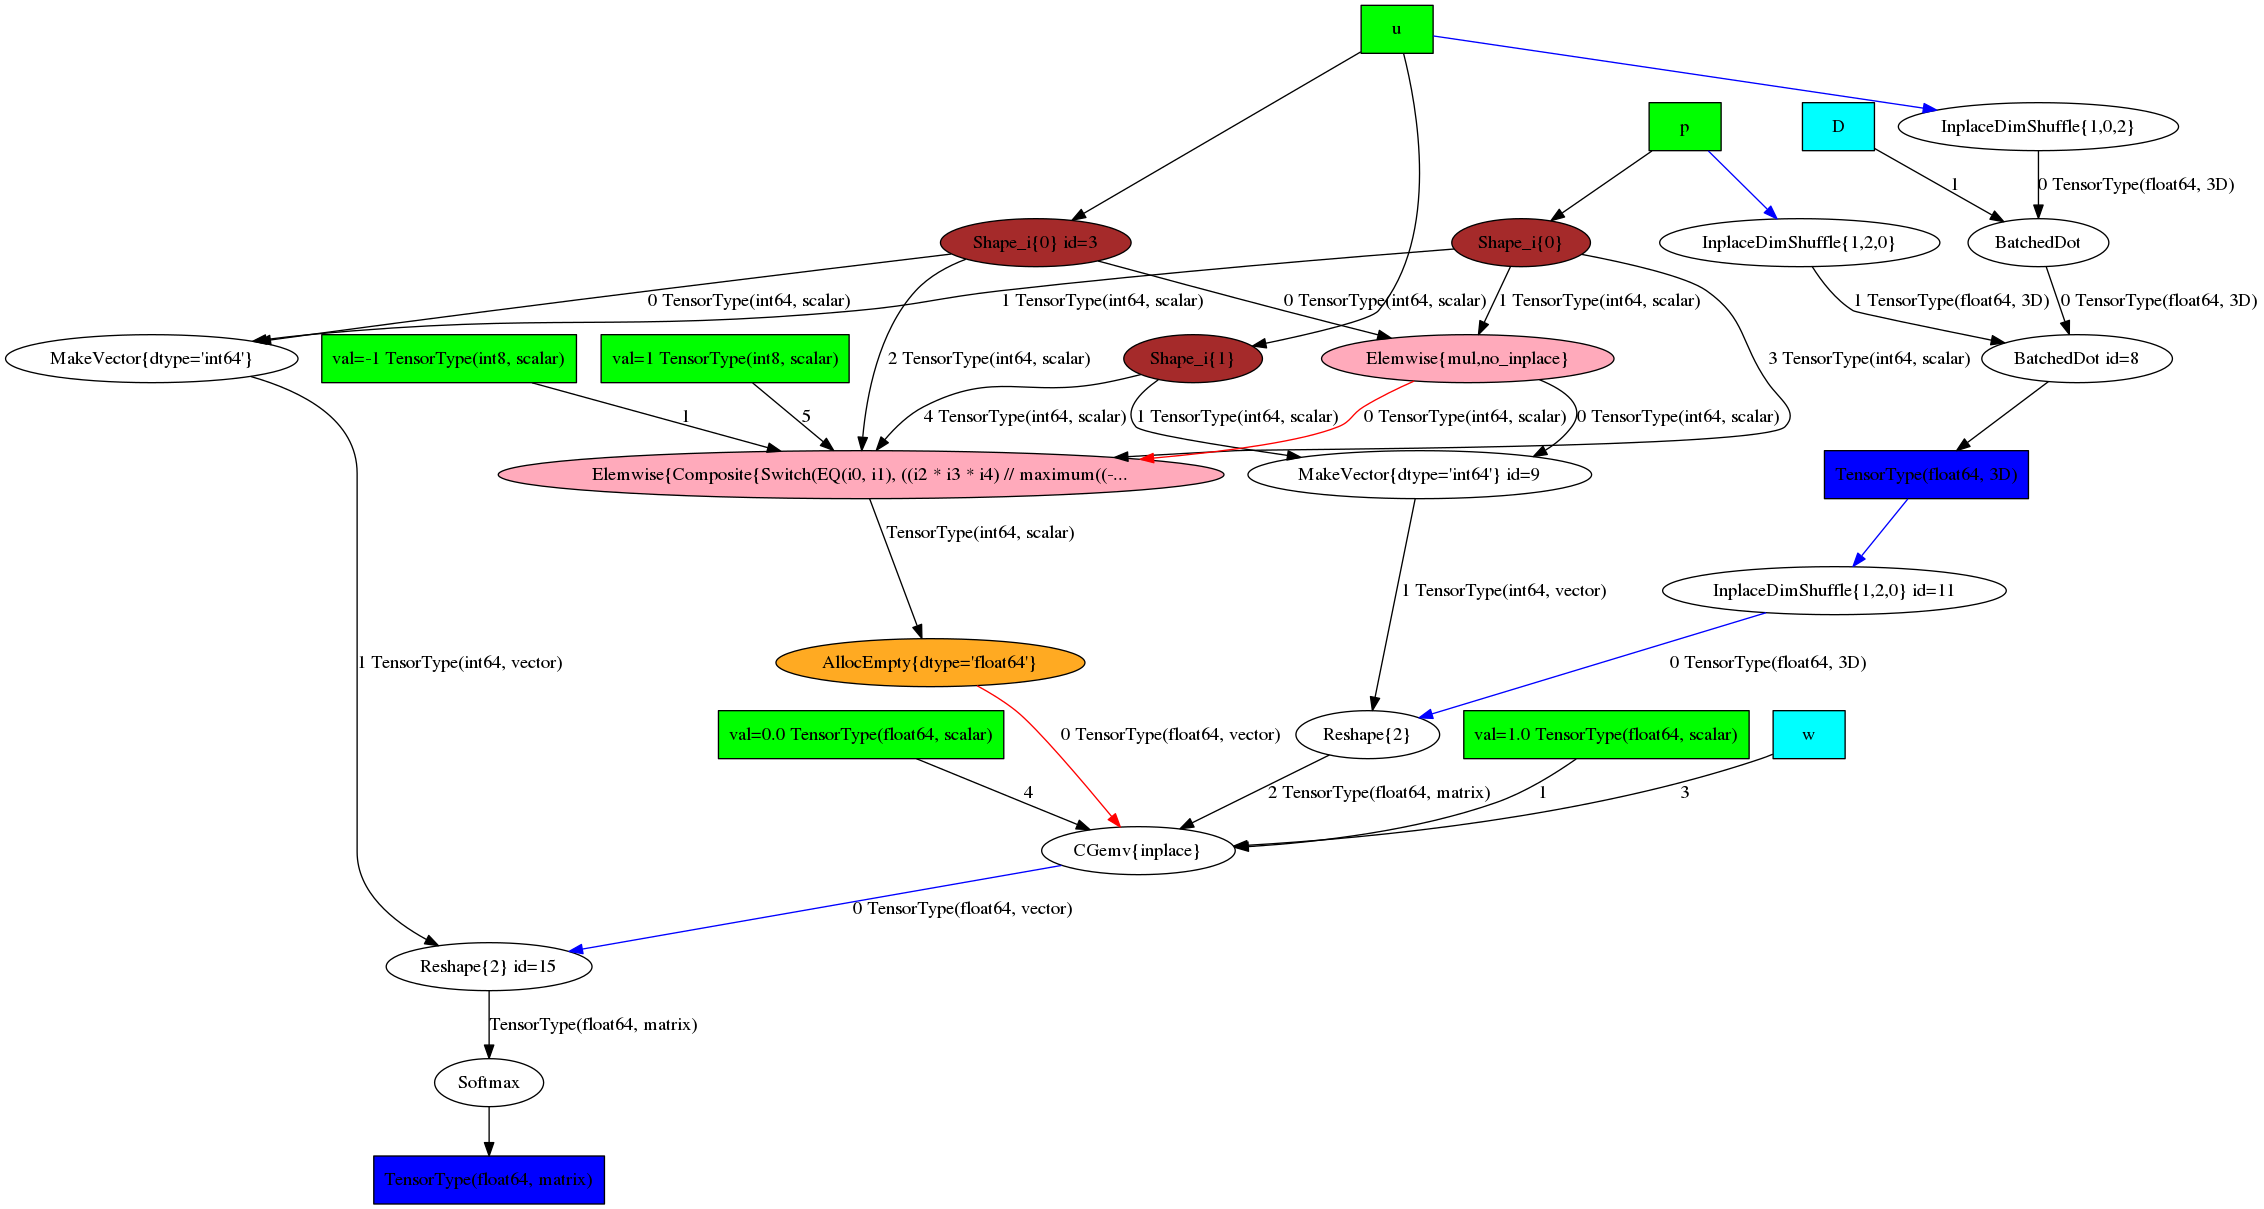 u
p
D
InplaceDimShuffle{1,0,2}
1
0 TensorType(float64, 3D)
Shape_i{0} id=3
Shape_i{0}
InplaceDimShuffle{1,2,0}
BatchedDot
0 TensorType(int64, scalar)
1 TensorType(int64, scalar)
0 TensorType(int64, scalar)
1 TensorType(int64, scalar)
1 TensorType(float64, 3D)
0 TensorType(float64, 3D)
MakeVector{dtype='int64'}
val=-1 TensorType(int8, scalar)
val=1 TensorType(int8, scalar)
2 TensorType(int64, scalar)
Shape_i{1}
Elemwise{mul,no_inplace}
3 TensorType(int64, scalar)
BatchedDot id=8
1
5
4 TensorType(int64, scalar)
1 TensorType(int64, scalar)
0 TensorType(int64, scalar)
0 TensorType(int64, scalar)
Elemwise{Composite{Switch(EQ(i0, i1), ((i2 * i3 * i4) // maximum((-...
MakeVector{dtype='int64'} id=9
TensorType(float64, 3D)
TensorType(int64, scalar)
1 TensorType(int64, vector)
InplaceDimShuffle{1,2,0} id=11
1 TensorType(int64, vector)
AllocEmpty{dtype='float64'}
0 TensorType(float64, 3D)
val=0.0 TensorType(float64, scalar)
0 TensorType(float64, vector)
Reshape{2}
val=1.0 TensorType(float64, scalar)
w
4
2 TensorType(float64, matrix)
1
3
CGemv{inplace}
0 TensorType(float64, vector)
Reshape{2} id=15
TensorType(float64, matrix)
Softmax
TensorType(float64, matrix)